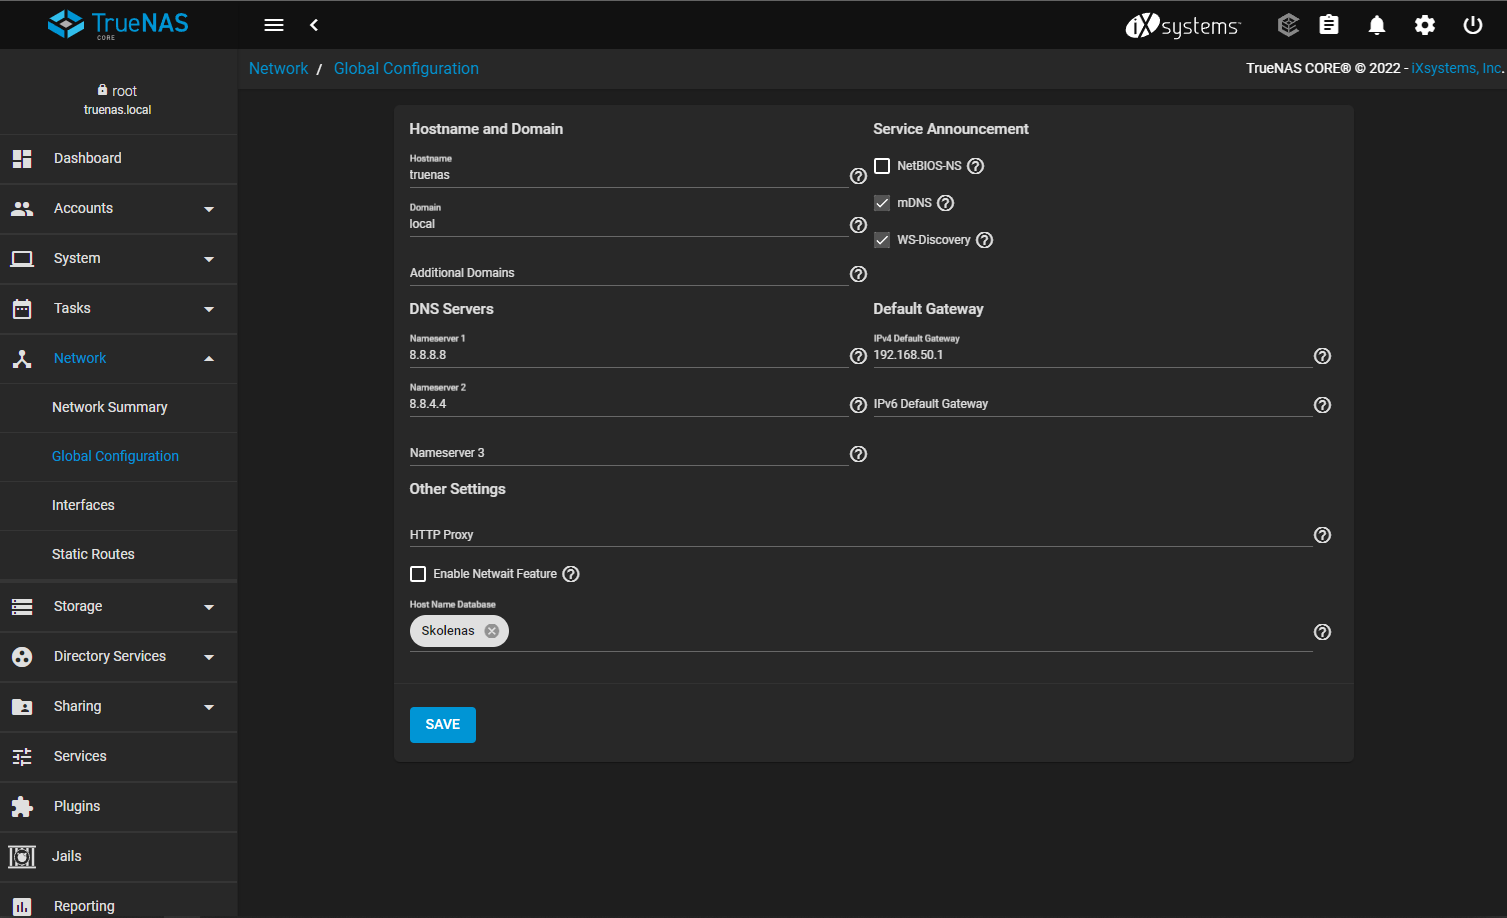 TrueNAS
CORE
iXsystems™
Network / Global Configuration
TrueNAS CORE® © 2022 - iXsystems, Inc.
root
truenas.local
Dashboard
Accounts
System
Tasks
Network
Network Summary
Global Configuration
Interfaces
Static Routes
Storage
Directory Services
Sharing
Services
Plugins
Jails
Reporting
Hostname and Domain
Hostname
truenas
Domain
local
Additional Domains
Service Announcement
NetBIOS-NS
mDNS
WS-Discovery
DNS Servers
Nameserver 1
8.8.8.8
Nameserver 2
8.8.4.4
Nameserver 3
Default Gateway
IPv4 Default Gateway
192.168.50.1
IPv6 Default Gateway
Other Settings
HTTP Proxy
Enable Netwait Feature
Host Name Database
Skolenas
SAVE